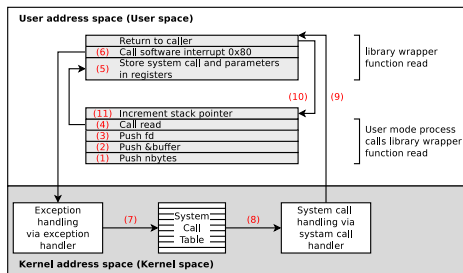 User address space (User space)
Return to caller
(6) Call software interrupt 0x80
(5) Store system call and parameters
in registers
library wrapper
function read
(10)
(9)
(11) Increment stack pointer
(4) Call read
(3) Push fd
(2) Push &buffer
(1) Push nbytes
User mode process
calls library wrapper
function read
Exception
handling
via exception
handler
(7)
System
Call
Table
(8)
System call
handling via
systam call
handler
Kernel address space (Kernel space)